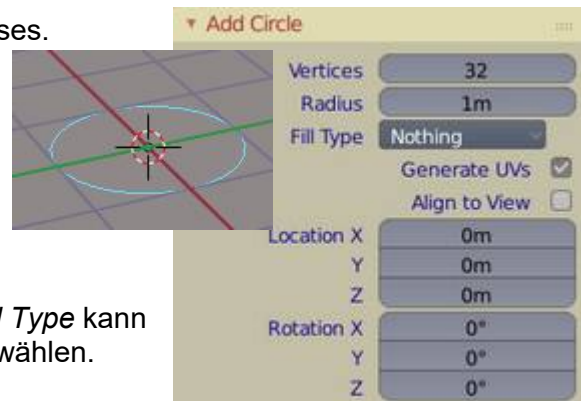 ses.
Type kann
wählen.
Add Circle
Vertices 32
Radius 1m
Fill Type Nothing
Generate UVs
Align to View
Location X 0m
Y 0m
Z 0m
Rotation X 0°
Y 0°
Z 0°